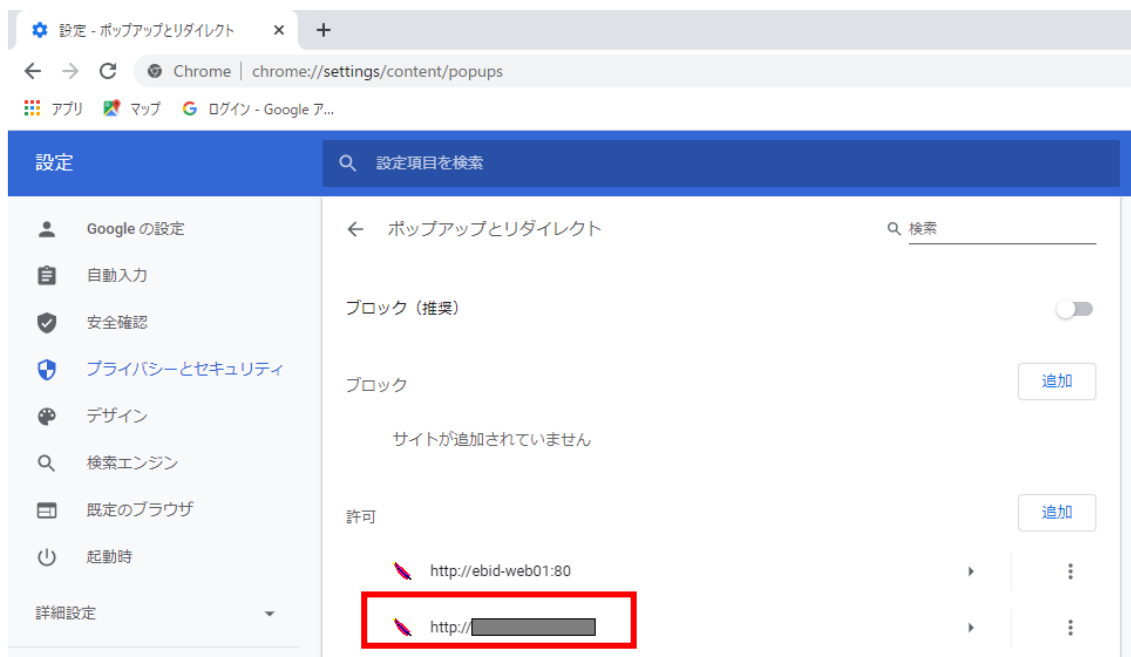 設定 - ポップアップとリダイレクト
Chrome | chrome://settings/content/popups
アプリ マップ ログイン - Google ア...
設定
設定項目を検索
Google の設定
自動入力
安全確認
プライバシーとセキュリティ
デザイン
検索エンジン
既定のブラウザ
起動時
詳細設定
ポップアップとリダイレクト
検索
ブロック（推奨）
ブロック
追加
サイトが追加されていません
許可
追加
http://ebid-web01:80
http://